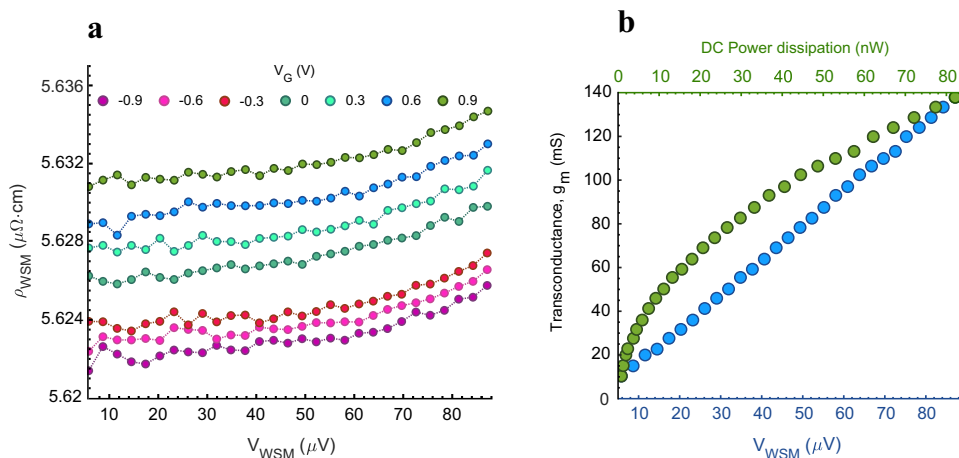 a
V_G (V)
-0.9 -0.6 -0.3 0 0.3 0.6 0.9
5.636
5.632
5.628
5.624
5.62
ρ_WSM (μΩ·cm)
10 20 30 40 50 60 70 80
V_WSM (μV)
b
DC Power dissipation (nW)
0 10 20 30 40 50 60 70 80
140
120
100
80
60
40
20
0
Transconductance, g_m (mS)
10 20 30 40 50 60 70 80
V_WSM (μV)